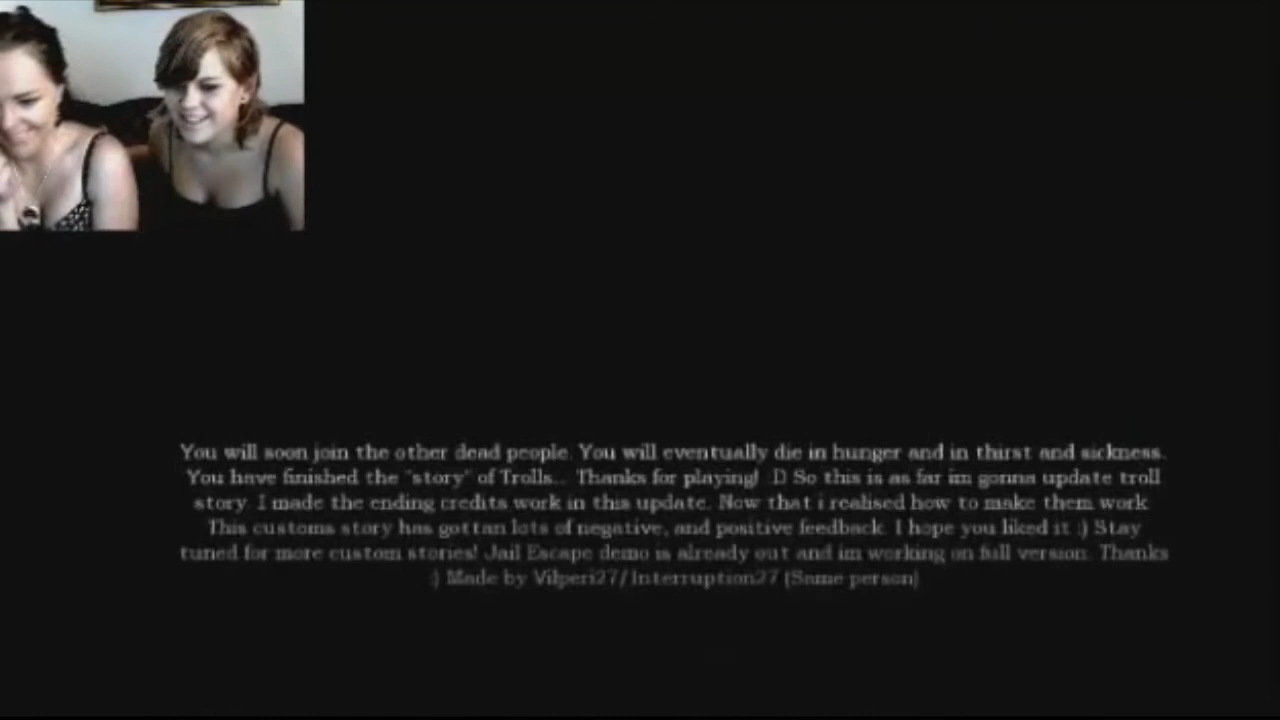 You will soon join the other dead people. You will eventually die in hunger and in thirst and sickness.
You have finished the "story" of Trolls... Thanks for playing! :D So this is as far im gonna update troll
story. I made the ending credits work in this update. Now that i realised how to make them work
This customs story has gottan lots of negative, and positive feedback. I hope you liked it ;) Stay
tuned for more custom stories! Jail Escape demo is already out and im working on full version. Thanks
:) Made by Vilperi27/Interruption27 (Same person)